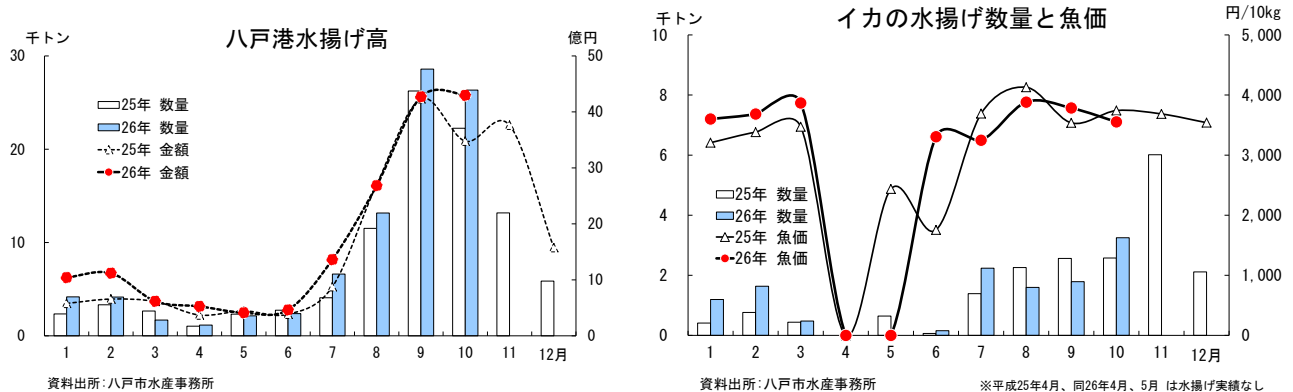 八戸港水揚げ高
千トン
億円
30
20
10
0
50
40
30
20
10
0
25年 数量
26年 数量
25年 金額
26年 金額
1 2 3 4 5 6 7 8 9 10 11 12月
資料出所:八戸市水産事務所
イカの水揚げ数量と魚価
千トン
円/10kg
10
8
6
4
2
0
5,000
4,000
3,000
2,000
1,000
0
25年 数量
26年 数量
25年 魚価
26年 魚価
1 2 3 4 5 6 7 8 9 10 11 12月
資料出所:八戸市水産事務所
※平成25年4月、同26年4月、5月 は水揚げ実績なし